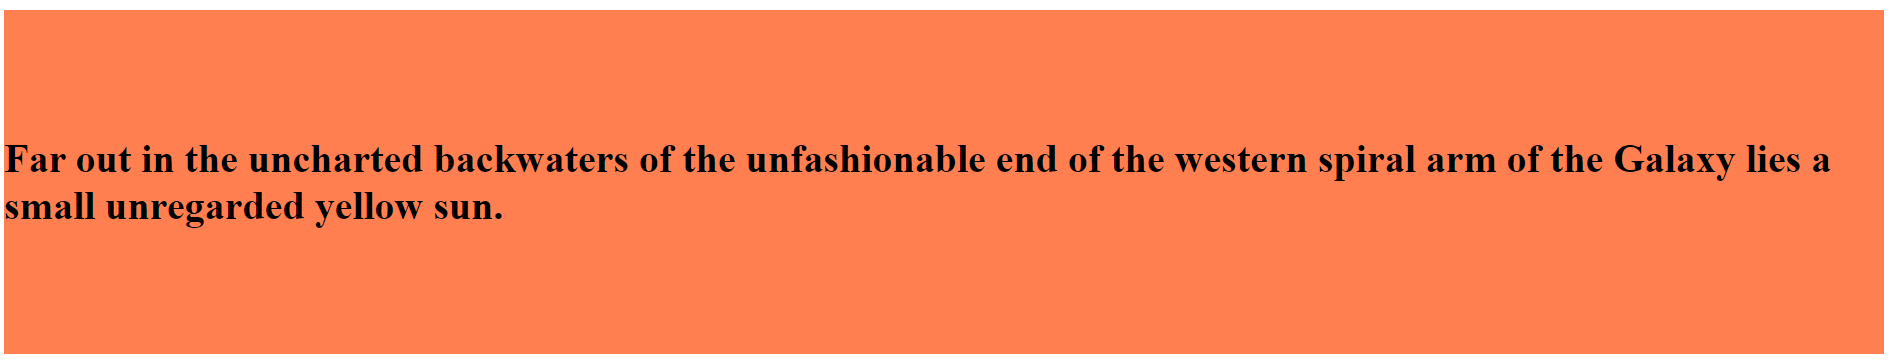 Far out in the uncharted backwaters of the unfashionable end of the western spiral arm of the Galaxy lies a
small unregarded yellow sun.